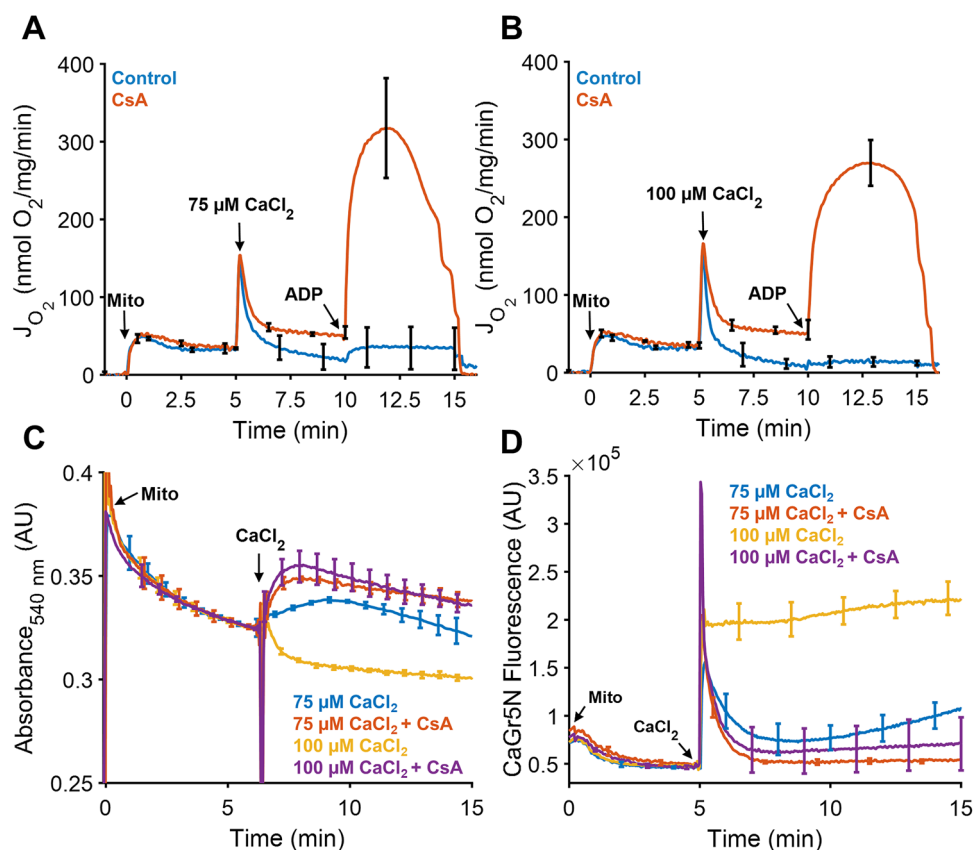 A
400
300
200
100
0
J_O₂ (nmol O₂/mg/min)
Control
CsA
Mito
75 µM CaCl₂
ADP
0
2.5
5
7.5
10
12.5
15
Time (min)
B
400
300
200
100
0
J_O₂ (nmol O₂/mg/min)
Control
CsA
Mito
100 µM CaCl₂
ADP
0
2.5
5
7.5
10
12.5
15
Time (min)
C
0.4
0.35
0.3
0.25
Absorbance₅₄₀ ₙₘ (AU)
Mito
CaCl₂
75 µM CaCl₂
75 µM CaCl₂ + CsA
100 µM CaCl₂
100 µM CaCl₂ + CsA
0
5
10
15
Time (min)
D
×10⁵
3.5
3
2.5
2
1.5
1
0.5
CaGr5N Fluorescence (AU)
75 µM CaCl₂
75 µM CaCl₂ + CsA
100 µM CaCl₂
100 µM CaCl₂ + CsA
Mito
CaCl₂
0
5
10
15
Time (min)